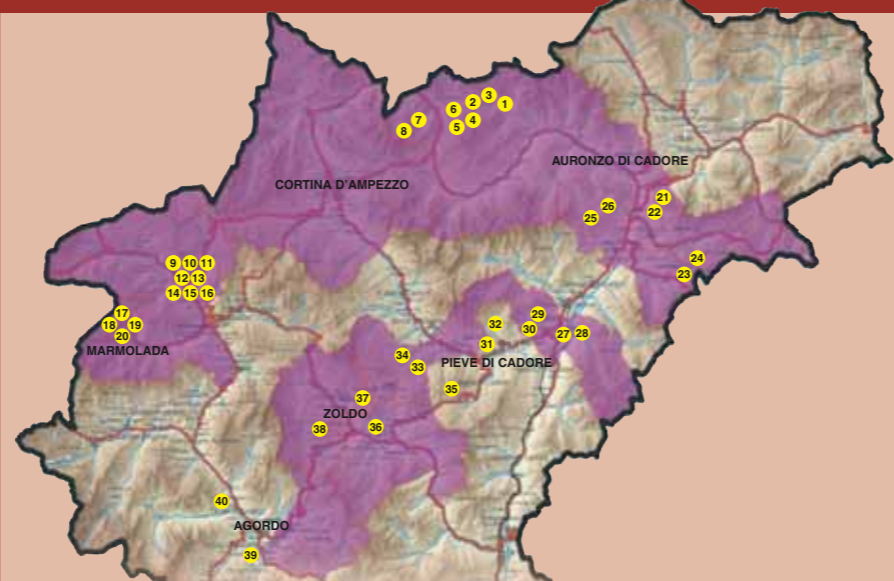 3
6 2 1
7 4
8 5
AURONZO DI CADORE
CORTINA D'AMPEZZO
21
26 22
25
24
9 10 11
23
12 13
14 15 16
17 29
18 19 32 30 27 28
20 31
MARMOLADA 34 PIEVE DI CADORE
33
35
37
ZOLDO
38 36
40
AGORDO
39